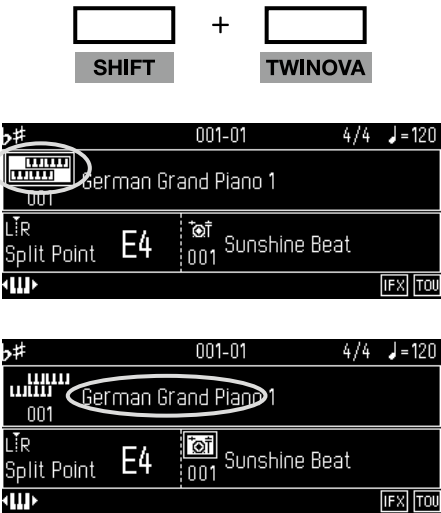 +
SHIFT TWINOVA
b# 001-01 4/4 ♩=120
001 German Grand Piano 1
LTR
Split Point E4 001 Sunshine Beat
IFX TOU
b# 001-01 4/4 ♩=120
001 German Grand Piano 1
LTR
Split Point E4 001 Sunshine Beat
IFX TOU